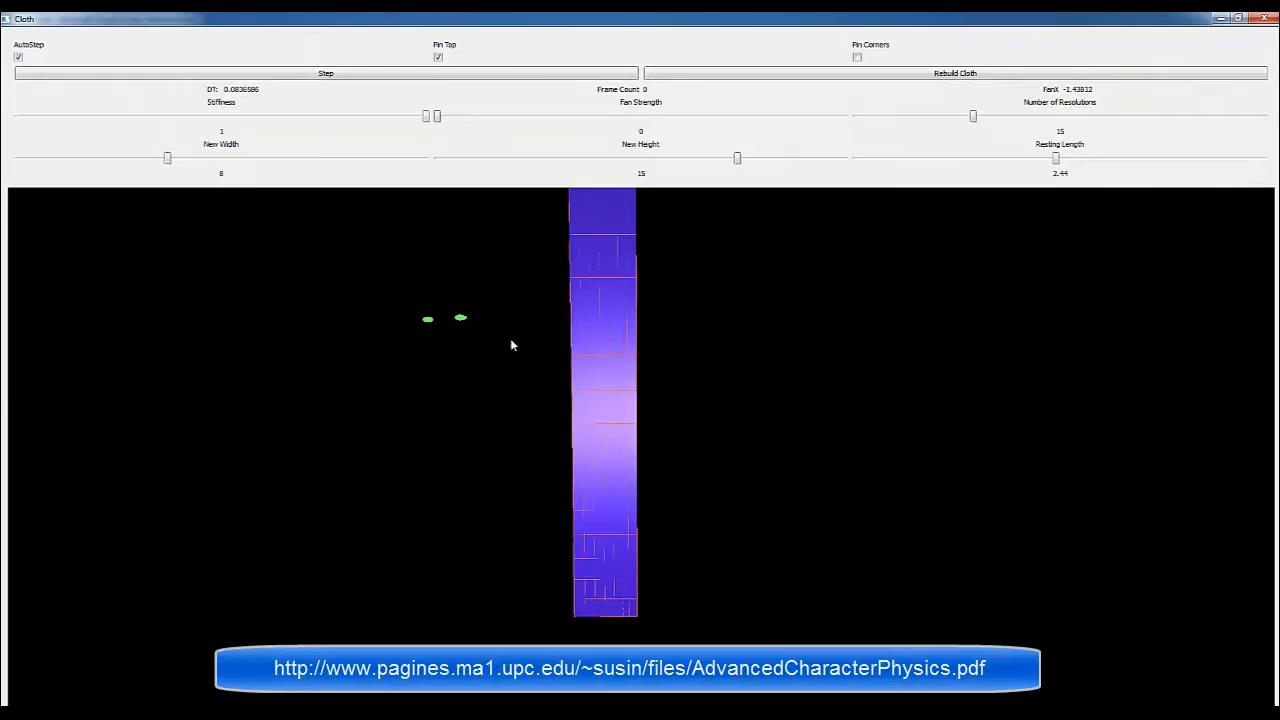 Cloth
AutoStep
Pin Top
Pin Corners
Step
Rebuild Cloth
DT: 0.0836586
Frame Count 0
FanX -1.43812
Stiffness
Fan Strength
Number of Resolutions
1
0
15
New Width
New Height
Resting Length
8
15
2.44
http://www.pagines.ma1.upc.edu/~susin/files/AdvancedCharacterPhysics.pdf